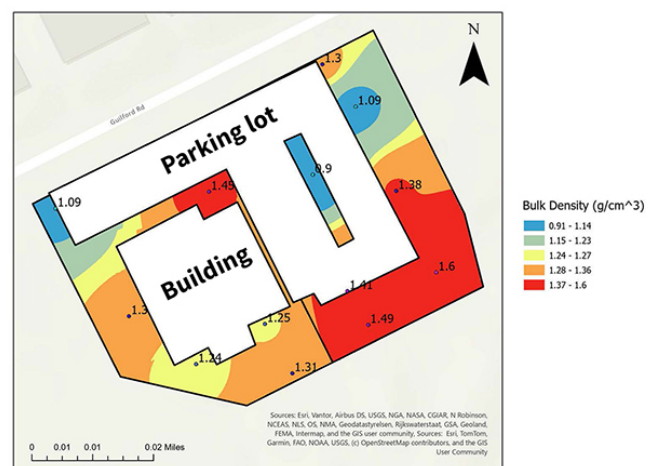 N
Guilford Rd
1.3
1.09
Parking lot
0.9
1.45
1.38
1.09
Bulk Density (g/cm^3)
0.91 - 1.14
1.15 - 1.23
1.24 - 1.27
1.28 - 1.36
1.37 - 1.6
Building
1.6
1.41
1.3
1.25
1.49
1.24
1.31
Sources: Esri, Vantor, Airbus DS, USGS, NGA, NASA, CGIAR, N Robinson,
NCEAS, NLS, OS, NMA, Geodatastyrelsen, Rijkswaterstaat, GSA, Geoland,
FEMA, Intermap, and the GIS user community, Sources: Esri, TomTom,
Garmin, FAO, NOAA, USGS, (c) OpenStreetMap contributors, and the GIS
User Community
0 0.01 0.01 0.02 Miles